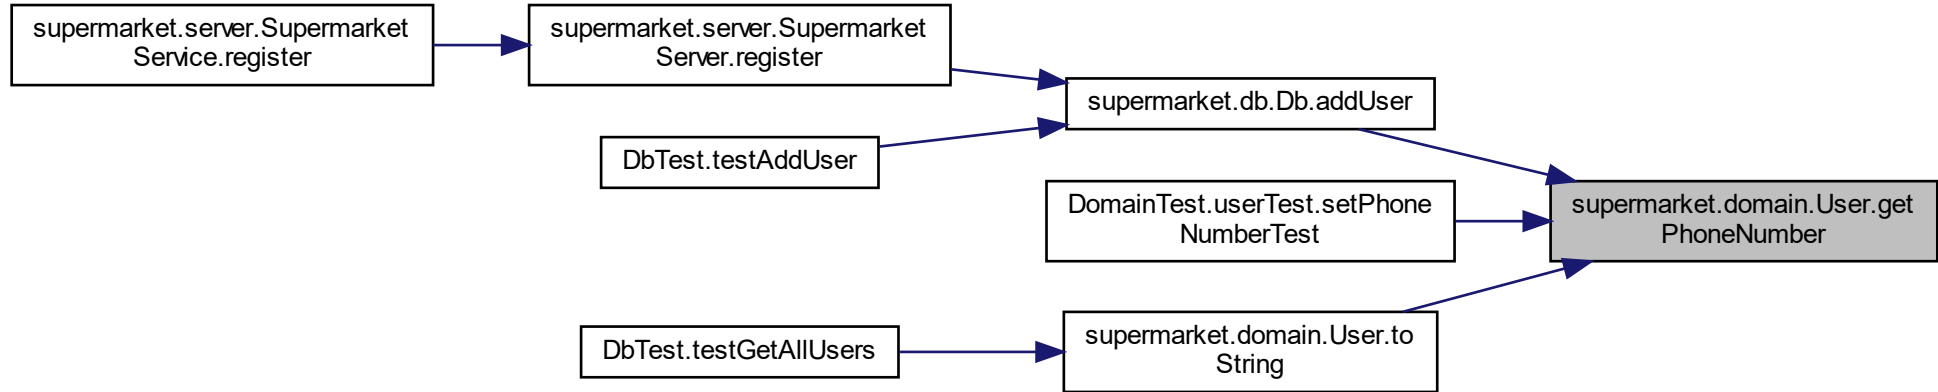 supermarket.server.Supermarket
Service.register
supermarket.server.Supermarket
Server.register
supermarket.db.Db.addUser
DbTest.testAddUser
DomainTest.userTest.setPhone
NumberTest
supermarket.domain.User.get
PhoneNumber
supermarket.domain.User.to
String
DbTest.testGetAllUsers